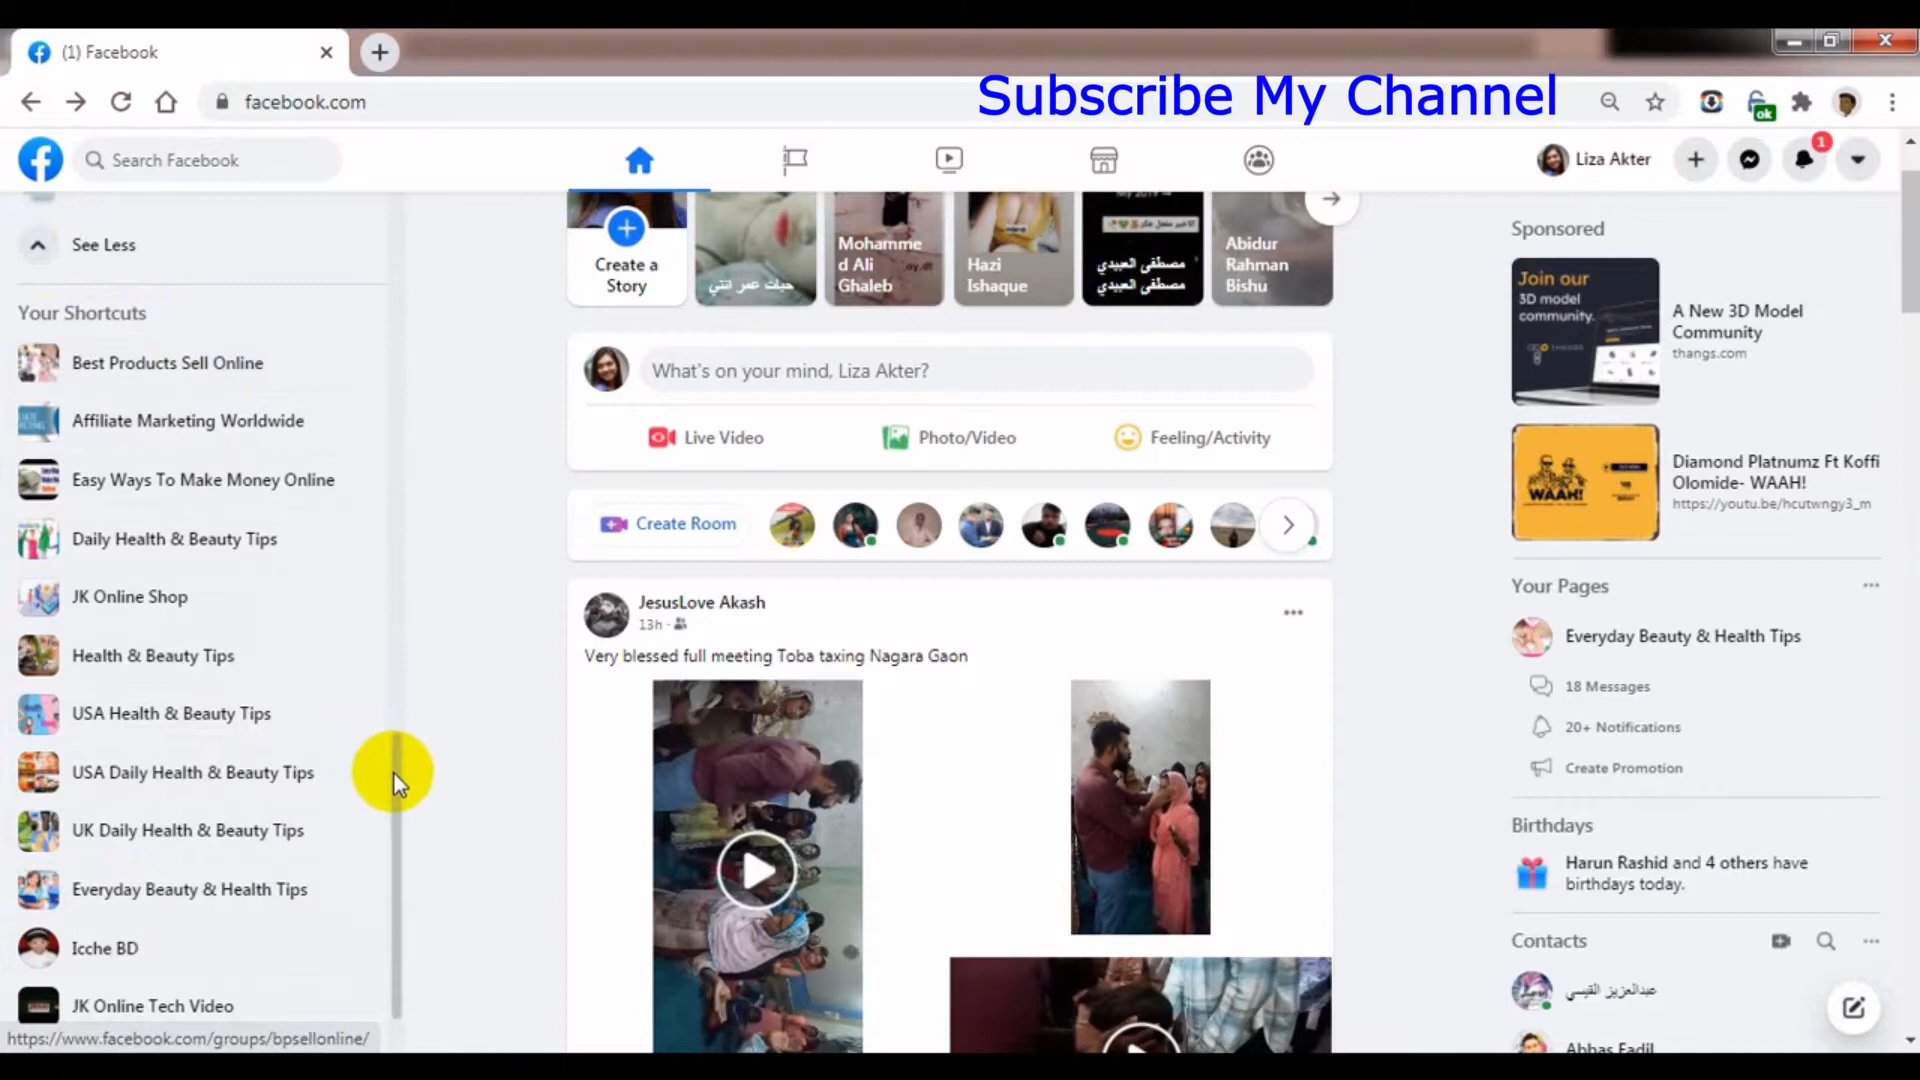 (1) Facebook
facebook.com
Subscribe My Channel
ok
Search Facebook
Liza Akter
1
See Less
Your Shortcuts
Best Products Sell Online
Affiliate Marketing Worldwide
Easy Ways To Make Money Online
Daily Health & Beauty Tips
JK Online Shop
Health & Beauty Tips
USA Health & Beauty Tips
USA Daily Health & Beauty Tips
UK Daily Health & Beauty Tips
Everyday Beauty & Health Tips
Icche BD
JK Online Tech Video
https://www.facebook.com/groups/bpsellonline/
Create a
Story
Mohamme
d Ali
Ghaleb
Hazi
Ishaque
مصطفى العبيدي
مصطفى العبيدي
Abidur
Rahman
Bishu
What's on your mind, Liza Akter?
Live Video
Photo/Video
Feeling/Activity
Create Room
JesusLove Akash
13h
Very blessed full meeting Toba taxing Nagara Gaon
Sponsored
Join our
3D model
community.
THANGS
A New 3D Model
Community
thangs.com
WAAH!
Diamond Platnumz Ft Koffi
Olomide- WAAH!
https://youtu.be/hcutwngy3_m
Your Pages
Everyday Beauty & Health Tips
18 Messages
20+ Notifications
Create Promotion
Birthdays
Harun Rashid and 4 others have
birthdays today.
Contacts
عبدالعزيز القيسي
Abbas Fadil